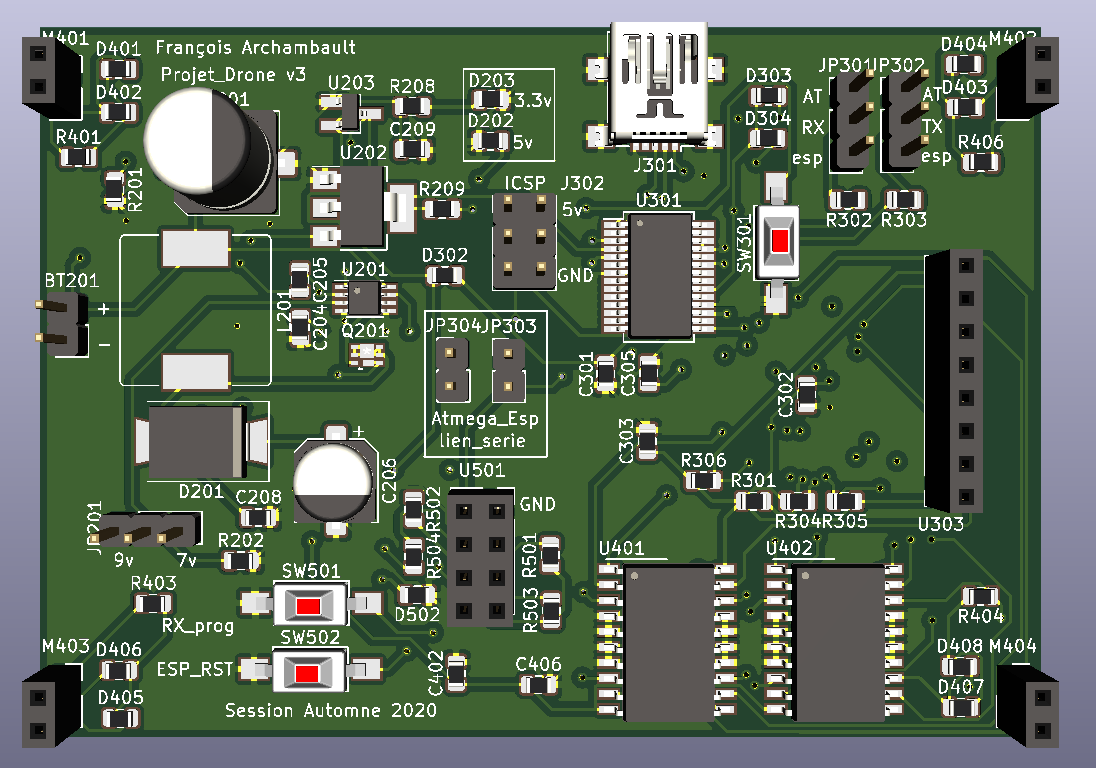 M401
D401
François Archambault
Projet_Drone v3
D402
R401
R201
U203
R208
D203
3.3v
D202
5v
C209
U202
R209
J301
D303
D304
JP301
JP302
AT
RX
esp
AT
TX
esp
D404
M402
D403
R406
R302
R303
ICSP
J302
5v
GND
U301
SW301
BT201
+
−
L201
C205
C204
U201
Q201
D302
JP304
JP303
Atmega_Esp
lien_serie
C301
C305
C302
C303
D201
C206
+
C208
JP201
9v
7v
R202
R502
R504
U501
GND
R501
R503
R306
R301
R304
R305
U303
U401
U402
R403
RX_prog
SW501
D502
SW502
ESP_RST
C402
C406
R404
M403
D406
D405
D408
M404
D407
Session Automne 2020